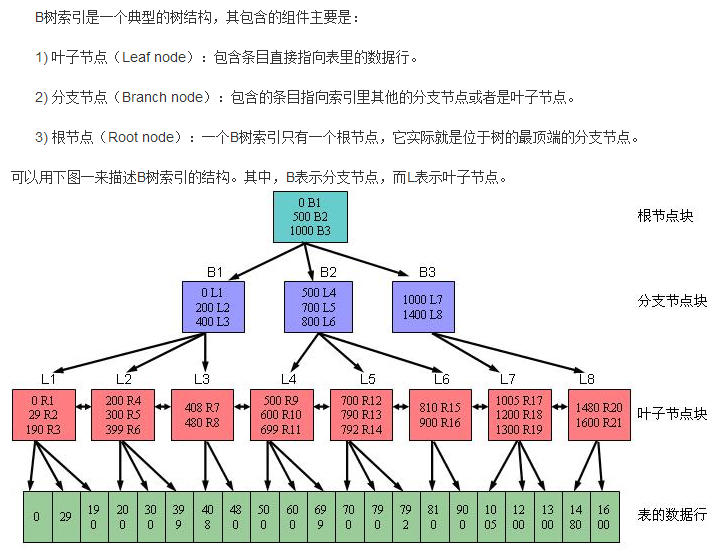 B树索引是一个典型的树结构，其包含的组件主要是：
1) 叶子节点（Leaf node）：包含条目直接指向表里的数据行。
2) 分支节点（Branch node）：包含的条目指向索引里其他的分支节点或者是叶子节点。
3) 根节点（Root node）：一个B树索引只有一个根节点，它实际就是位于树的最顶端的分支节点。
可以用下图一来描述B树索引的结构。其中，B表示分支节点，而L表示叶子节点。
0 B1
500 B2
1000 B3
根节点块
B1
B2
B3
0 L1
200 L2
400 L3
500 L4
700 L5
800 L6
1000 L7
1400 L8
分支节点块
L1
L2
L3
L4
L5
L6
L7
L8
0 R1
29 R2
190 R3
200 R4
300 R5
399 R6
408 R7
480 R8
500 R9
600 R10
699 R11
700 R12
790 R13
792 R14
810 R15
900 R16
1005 R17
1200 R18
1300 R19
1480 R20
1600 R21
叶子节点块
0
29
19
0
20
0
30
0
39
9
40
8
48
0
50
0
60
0
69
9
70
0
79
0
79
2
81
0
90
0
10
05
12
00
13
00
14
80
16
00
表的数据行